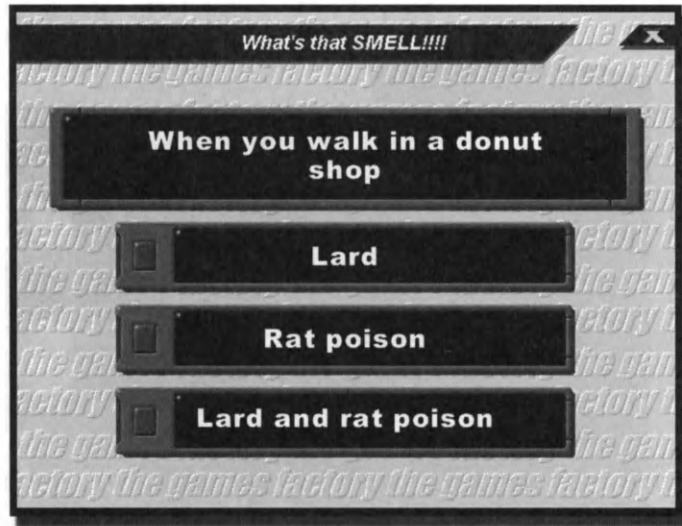 What's that SMELL!!!!
X
When you walk in a donut
shop
Lard
Rat poison
Lard and rat poison